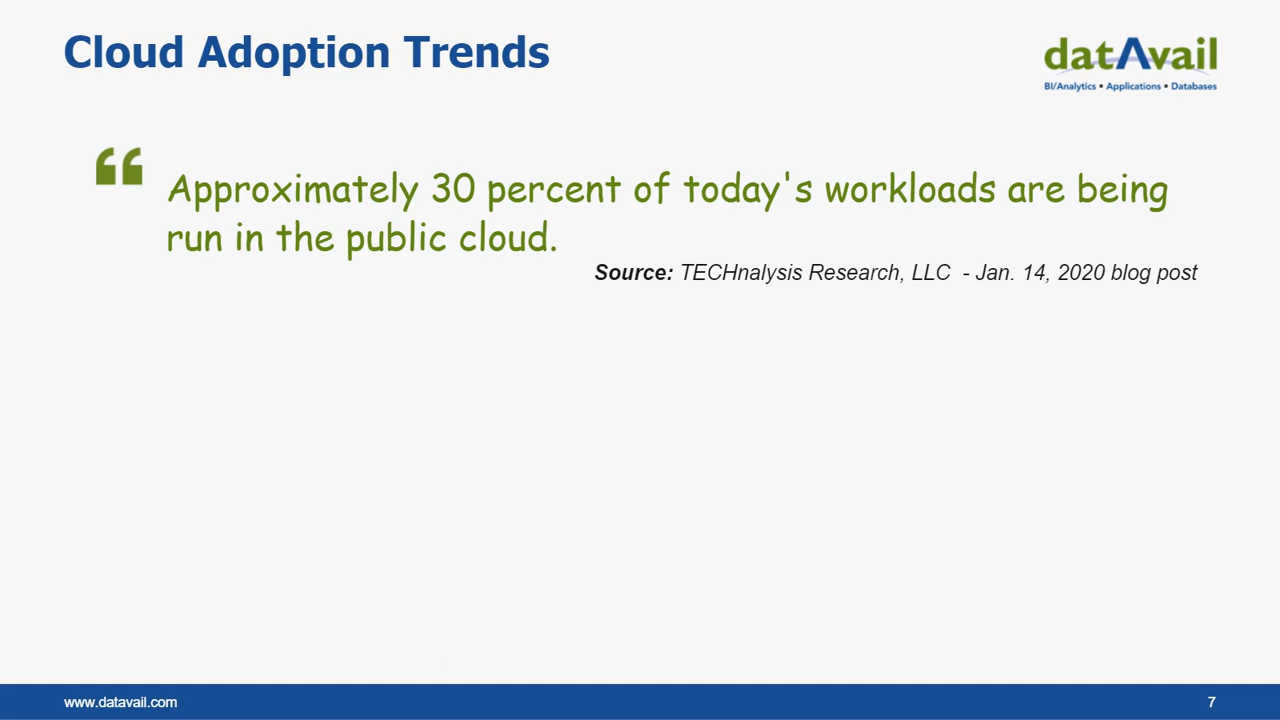 Cloud Adoption Trends
datAvail
BI/Analytics • Applications • Databases
“
Approximately 30 percent of today's workloads are being
run in the public cloud.
Source: TECHnalysis Research, LLC - Jan. 14, 2020 blog post
www.datavail.com
7